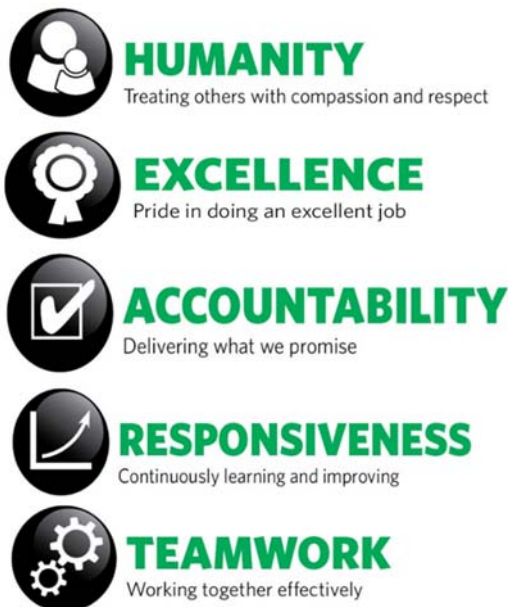 HUMANITY
Treating others with compassion and respect
EXCELLENCE
Pride in doing an excellent job
ACCOUNTABILITY
Delivering what we promise
RESPONSIVENESS
Continuously learning and improving
TEAMWORK
Working together effectively